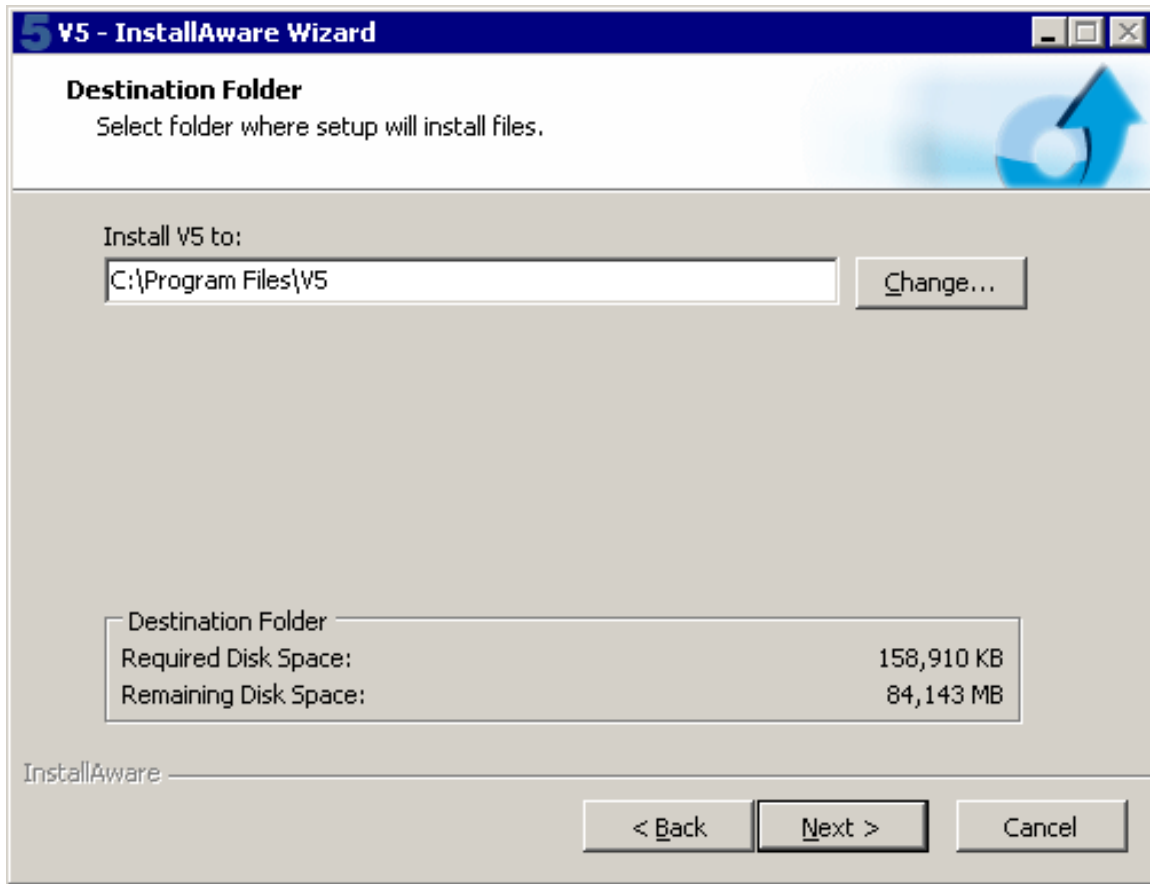 5 V5 - InstallAware Wizard
Destination Folder
Select folder where setup will install files.
Install V5 to:
C:\Program Files\V5
Change...
Destination Folder
Required Disk Space: 158,910 KB
Remaining Disk Space: 84,143 MB
InstallAware
< Back Next > Cancel